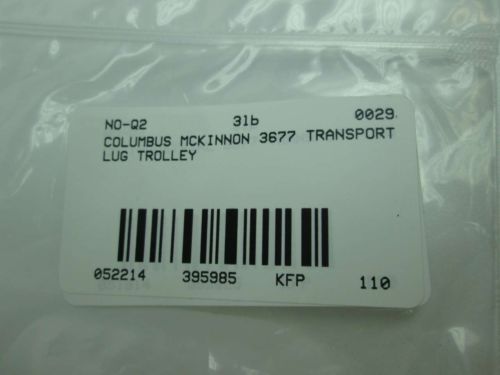 NO-Q2 31b 0029
COLUMBUS MCKINNON 3677 TRANSPORT
LUG TROLLEY
052214 395985 KFP 110